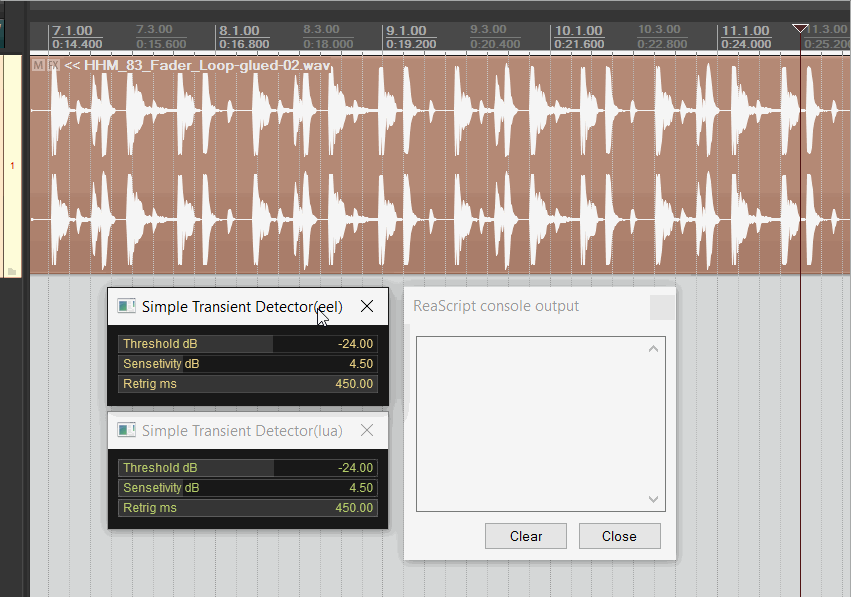 7.1.00 7.3.00 8.1.00 8.3.00 9.1.00 9.3.00 10.1.00 10.3.00 11.1.00 11.3.00
0:14.400 0:15.600 0:16.800 0:18.000 0:19.200 0:20.400 0:21.600 0:22.800 0:24.000 0:25.200
M FX << HHM_83_Fader_Loop-glued-02.wav
1
Simple Transient Detector(eel)
Threshold dB -24.00
Sensetivity dB 4.50
Retrig ms 450.00
Simple Transient Detector(lua)
Threshold dB -24.00
Sensetivity dB 4.50
Retrig ms 450.00
ReaScript console output
Clear Close